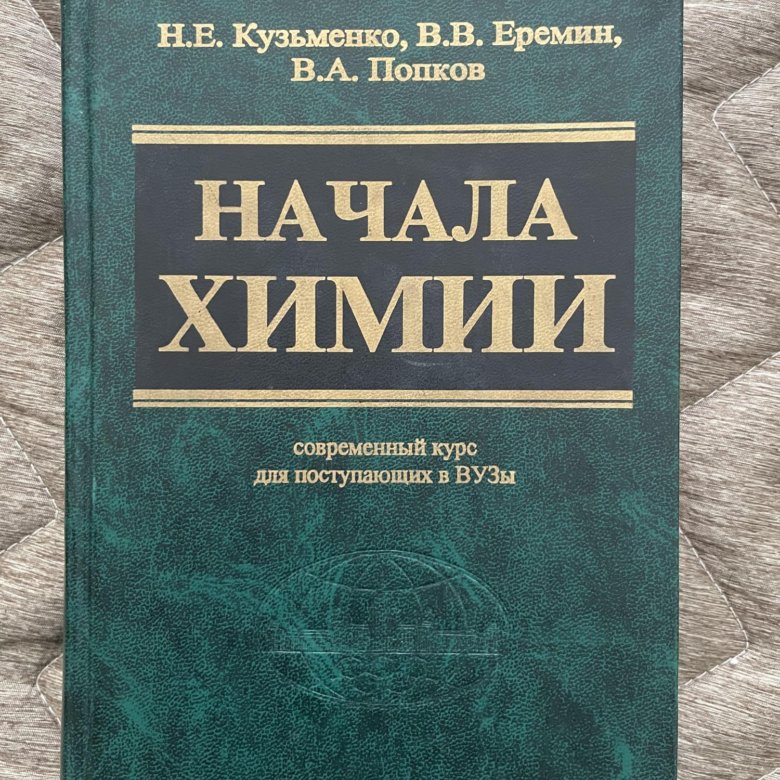 Н.Е. Кузьменко, В.В. Еремин,
В.А. Попков
НАЧАЛА
ХИМИИ
современный курс
для поступающих в ВУЗы